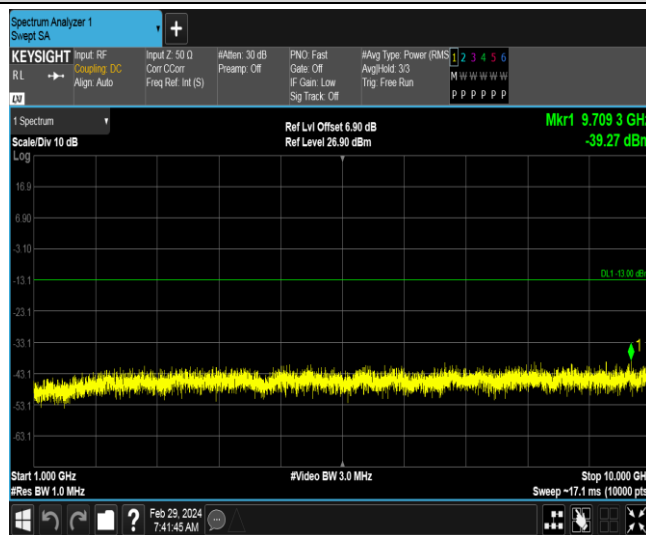 Spectrum Analyzer 1
Swept SA
+
KEYSIGHT
RL
LXI
Input: RF
Coupling: DC
Align: Auto
Input Z: 50 Ω
Corr CCorr
Freq Ref: Int (S)
#Atten: 30 dB
Preamp: Off
PNO: Fast
Gate: Off
IF Gain: Low
Sig Track: Off
#Avg Type: Power (RMS
Avg|Hold: 3/3
Trig: Free Run
1 2 3 4 5 6
M W W W W W
P P P P P P
1 Spectrum
Scale/Div 10 dB
Log
Ref Lvl Offset 6.90 dB
Ref Level 26.90 dBm
Mkr1 9.709 3 GHz
-39.27 dBm
16.9
6.90
-3.10
-13.1
-23.1
-33.1
-43.1
-53.1
-63.1
DL1 -13.00 dBm
1
Start 1.000 GHz
#Res BW 1.0 MHz
#Video BW 3.0 MHz
Stop 10.000 GHz
Sweep ~17.1 ms (10000 pts
?
Feb 29, 2024
7:41:45 AM